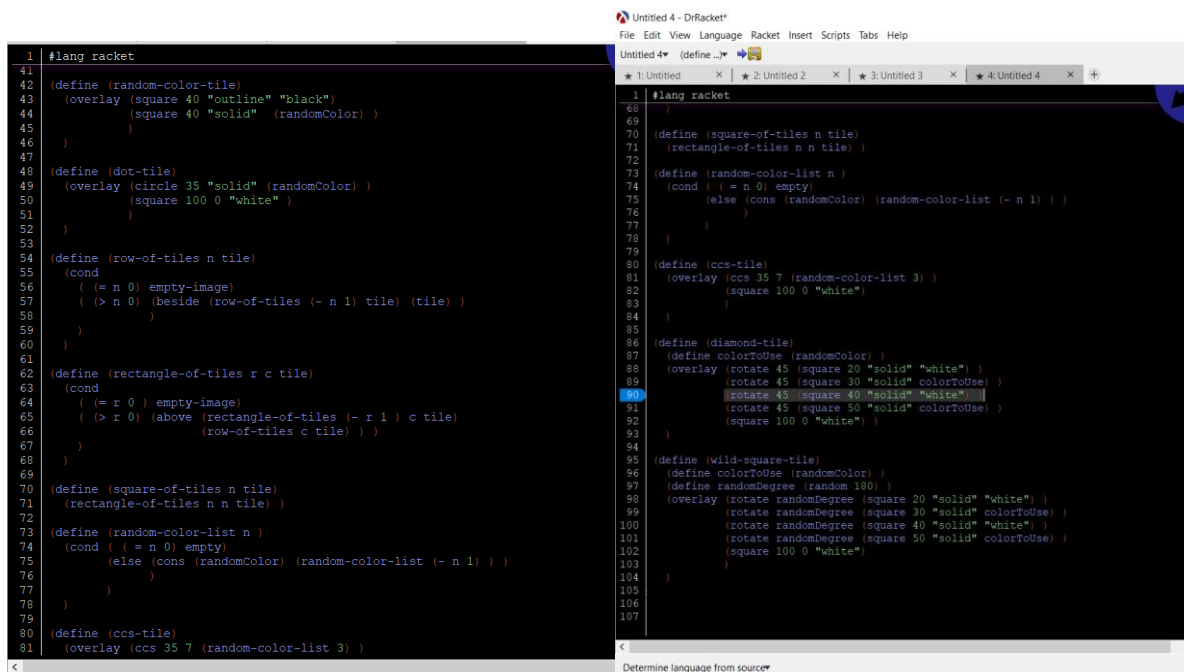 1 #lang racket
41
42 (define (random-color-tile)
43 (overlay (square 40 "outline" "black")
44 (square 40 "solid" (randomColor) )
45 )
46 )
47
48 (define (dot-tile)
49 (overlay (circle 35 "solid" (randomColor) )
50 (square 100 0 "white" )
51 )
52 )
53
54 (define (row-of-tiles n tile)
55 (cond
56 ( (= n 0) empty-image)
57 ( (> n 0) (beside (row-of-tiles (- n 1) tile) (tile) )
58 )
59 )
60 )
61
62 (define (rectangle-of-tiles r c tile)
63 (cond
64 ( (= r 0 ) empty-image)
65 ( (> r 0) (above (rectangle-of-tiles (- r 1 ) c tile)
66 (row-of-tiles c tile) ) )
67 )
68 )
69
70 (define (square-of-tiles n tile)
71 (rectangle-of-tiles n n tile) )
72
73 (define (random-color-list n )
74 (cond ( ( = n 0) empty)
75 (else (cons (randomColor) (random-color-list (- n 1) ) )
76 )
77 )
78 )
79
80 (define (ccs-tile)
81 (overlay (ccs 35 7 (random-color-list 3) )
Untitled 4 - DrRacket*
File Edit View Language Racket Insert Scripts Tabs Help
Untitled 4▾ (define ...)▾
★ 1: Untitled × ★ 2: Untitled 2 × ★ 3: Untitled 3 × ★ 4: Untitled 4 × +
1 #lang racket
68 )
69
70 (define (square-of-tiles n tile)
71 (rectangle-of-tiles n n tile) )
72
73 (define (random-color-list n )
74 (cond ( ( = n 0) empty)
75 (else (cons (randomColor) (random-color-list (- n 1) ) )
76 )
77 )
78 )
79
80 (define (ccs-tile)
81 (overlay (ccs 35 7 (random-color-list 3) )
82 (square 100 0 "white")
83 )
84 )
85
86 (define (diamond-tile)
87 (define colorToUse (randomColor) )
88 (overlay (rotate 45 (square 20 "solid" "white") )
89 (rotate 45 (square 30 "solid" colorToUse) )
90 (rotate 45 (square 40 "solid" "white") )
91 (rotate 45 (square 50 "solid" colorToUse) )
92 (square 100 0 "white") )
93 )
94
95 (define (wild-square-tile)
96 (define colorToUse (randomColor) )
97 (define randomDegree (random 180) )
98 (overlay (rotate randomDegree (square 20 "solid" "white") )
99 (rotate randomDegree (square 30 "solid" colorToUse) )
100 (rotate randomDegree (square 40 "solid" "white") )
101 (rotate randomDegree (square 50 "solid" colorToUse) )
102 (square 100 0 "white")
103 )
104 )
105
106
107
Determine language from source▾